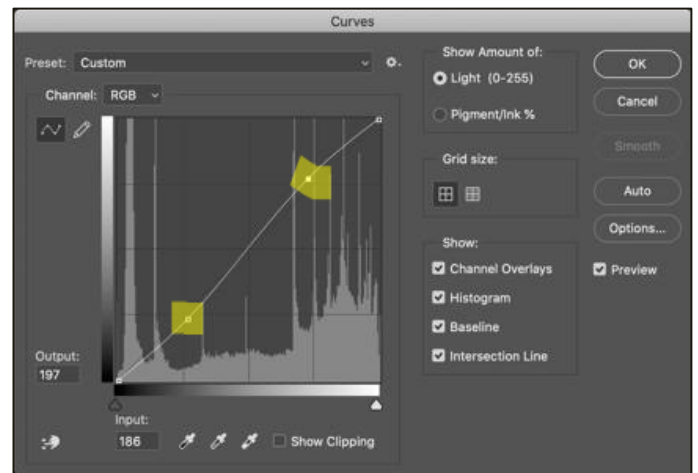 Curves
Preset: Custom
Channel: RGB
Output:
197
Input:
186
Show Clipping
Show Amount of:
Light (0-255)
Pigment/Ink %
Grid size:
Show:
Channel Overlays
Histogram
Baseline
Intersection Line
OK
Cancel
Smooth
Auto
Options...
Preview